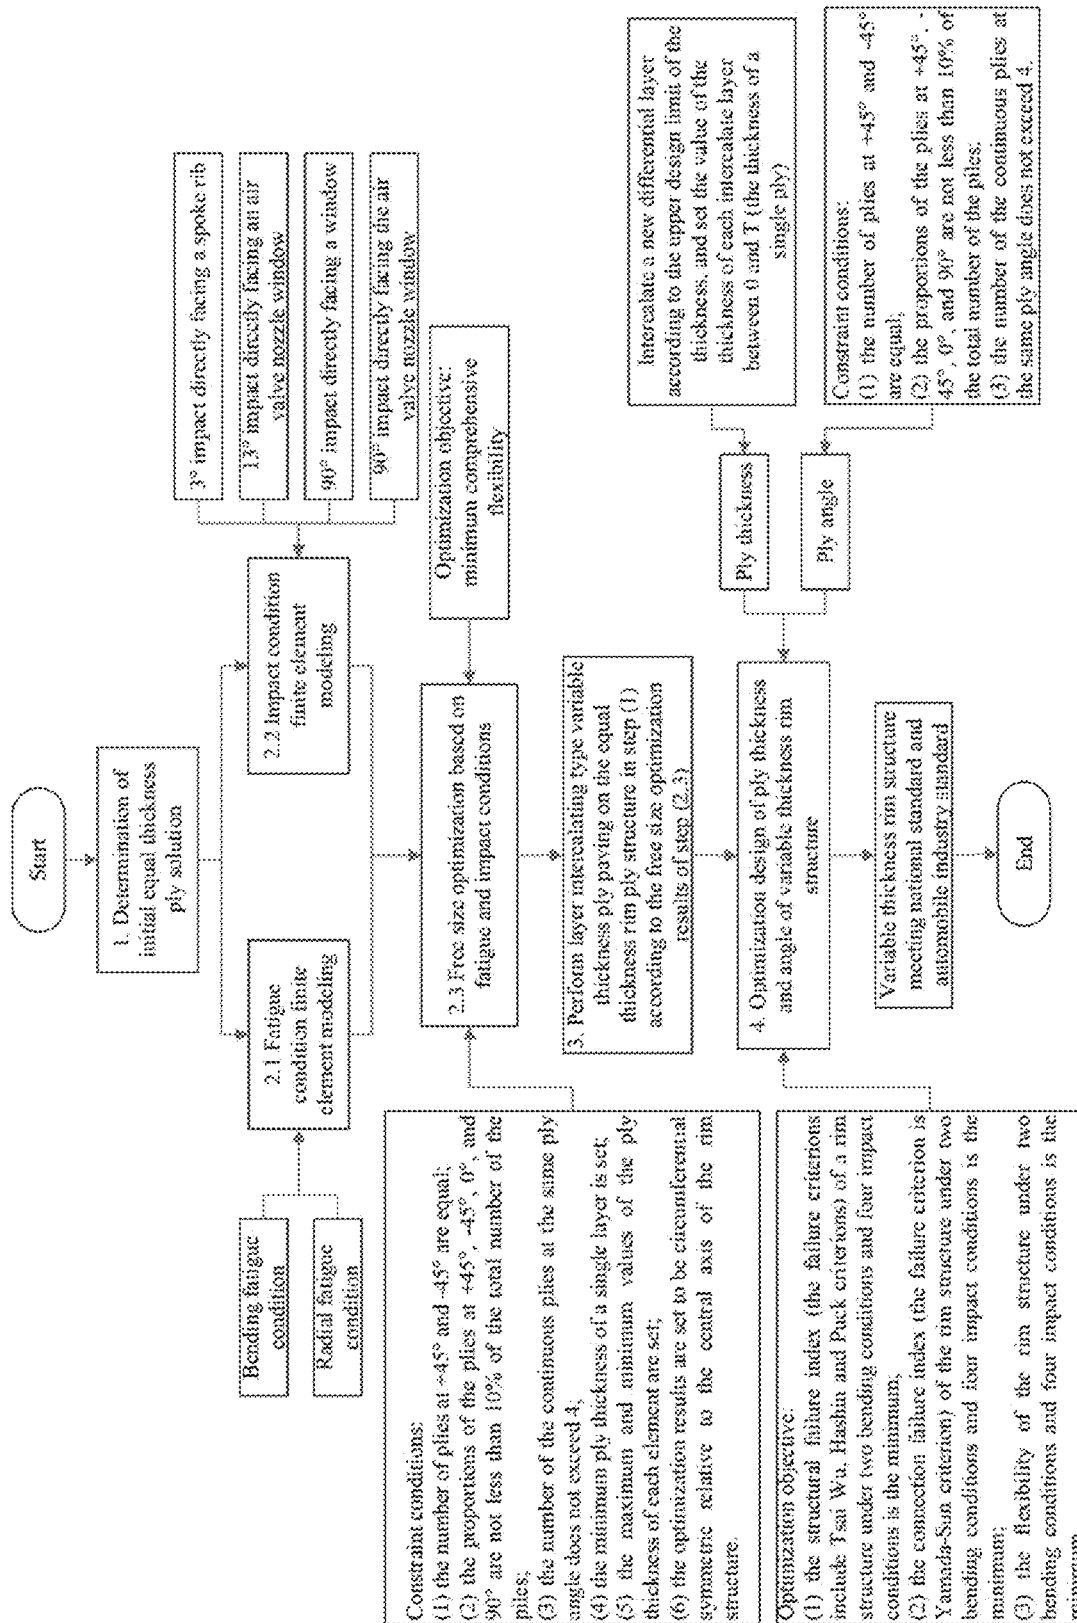 Start
1. Determination of
initial equal thickness
ply solution
Bending fatigue
condition
Radial fatigue
condition
2.1 Fatigue
condition finite
element modeling
2.2 Impact condition
finite element
modeling
3° impact directly facing a spoke rib
13° impact directly facing an air
valve nozzle window
90° impact directly facing a window
90° impact directly facing the air
valve nozzle window
Constraint conditions:
(1) the number of plies at +45° and -45° are equal;
(2) the proportions of the plies at +45°, -45°, 0°, and
90° are not less than 10% of the total number of the
plies;
(3) the number of the continuous plies at the same ply
angle does not exceed 4;
(4) the minimum ply thickness of a single layer is set;
(5) the maximum and minimum values of the ply
thickness of each element are set;
(6) the optimization results are set to be circumferential
symmetric relative to the central axis of the rim
structure.
2.3 Free size optimization based on
fatigue and impact conditions
Optimization objective:
minimum comprehensive
flexibility
3. Perform layer intercalating type variable
thickness ply paving on the equal
thickness rim ply structure in step (1)
according to the free size optimization
results of step (2.3)
Optimization objective:
(1) the structural failure index (the failure criterions
include Tsai Wu, Hashin and Puck criterions) of a rim
structure under two bending conditions and four impact
conditions is the minimum;
(2) the connection failure index (the failure criterion is
Yamada-Sun criterion) of the rim structure under two
bending conditions and four impact conditions is the
minimum;
(3) the flexibility of the rim structure under two
bending conditions and four impact conditions is the
minimum
4. Optimization design of ply thickness
and angle of variable thickness rim
structure
Ply thickness
Ply angle
Intercalate a new differential layer
according to the upper design limit of the
thickness, and set the value of the
thickness of each intercalate layer
between 0 and T (the thickness of a
single ply)
Constraint conditions:
(1) the number of plies at +45° and -45°
are equal;
(2) the proportions of the plies at +45°, -
45°, 0°, and 90° are not less than 10% of
the total number of the piles;
(3) the number of the continuous plies at
the same ply angle does not exceed 4.
Variable thickness rim structure
meeting national standard and
automobile industry standard
End